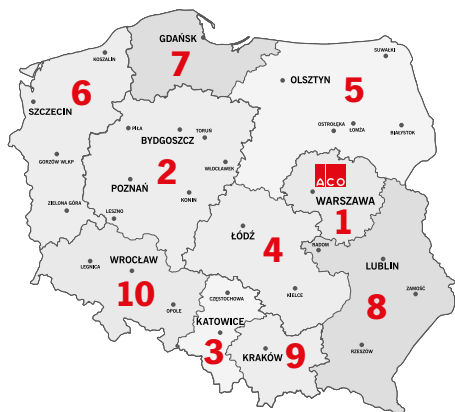 GDAŃSK
7
KOSZALIN
6
SZCZECIN
GORZÓW WLKP
ZIELONA GÓRA
SUWAŁKI
OLSZTYN
5
OSTROŁĘKA
ŁOMŻA
BIAŁYSTOK
PIŁA
TORUŃ
BYDGOSZCZ
2
WŁOCŁAWEK
POZNAŃ
KONIN
LESZNO
ACO
WARSZAWA
1
ŁÓDŹ
4
RADOM
KIELCE
LUBLIN
ZAMOŚĆ
8
RZESZÓW
WROCŁAW
LEGNICA
10
OPOLE
CZĘSTOCHOWA
KATOWICE
3
KRAKÓW
9